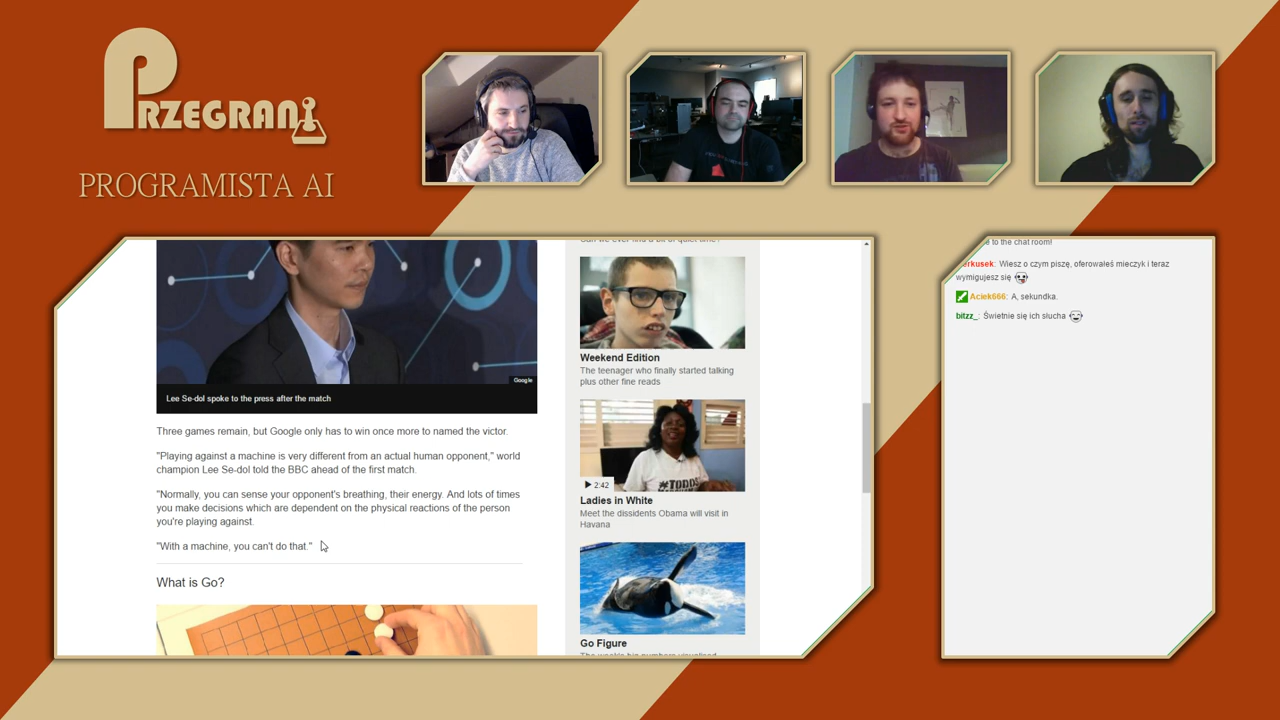 PRZEGRANI
PROGRAMISTA AI
Google
Lee Se-dol spoke to the press after the match
Three games remain, but Google only has to win once more to named the victor.
"Playing against a machine is very different from an actual human opponent," world
champion Lee Se-dol told the BBC ahead of the first match.
"Normally, you can sense your opponent's breathing, their energy. And lots of times
you make decisions which are dependent on the physical reactions of the person
you're playing against.
"With a machine, you can't do that."
What is Go?
Weekend Edition
The teenager who finally started talking
plus other fine reads
#TODOS
2:42
Ladies in White
Meet the dissidents Obama will visit in
Havana
Go Figure
to the chat room!
rkusek: Wiesz o czym piszę, oferowałeś mieczyk i teraz
wymigujesz się
Aciek666: A, sekundka.
bitzz_: Świetnie się ich słucha